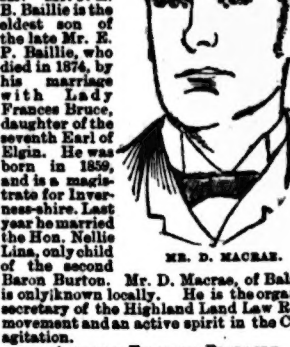 B. Baillie is the
eldest son of
the late Mr. E.
P. Baillie, who
died in 1874, by
his marriage
with Lady
Frances Bruce,
daughter of the
seventh Earl of
Elgin. He was
born in 1859,
and is a magis-
trate for Inver-
ness-shire. Last
year he married
the Hon. Nellie
Lina, only child
of the second
MR. D. MACRAE.
Baron Burton. Mr. D. Macrae, of Bal
is only known locally. He is the orga
secretary of the Highland Land Law R
movement and an active spirit in the C
agitation.